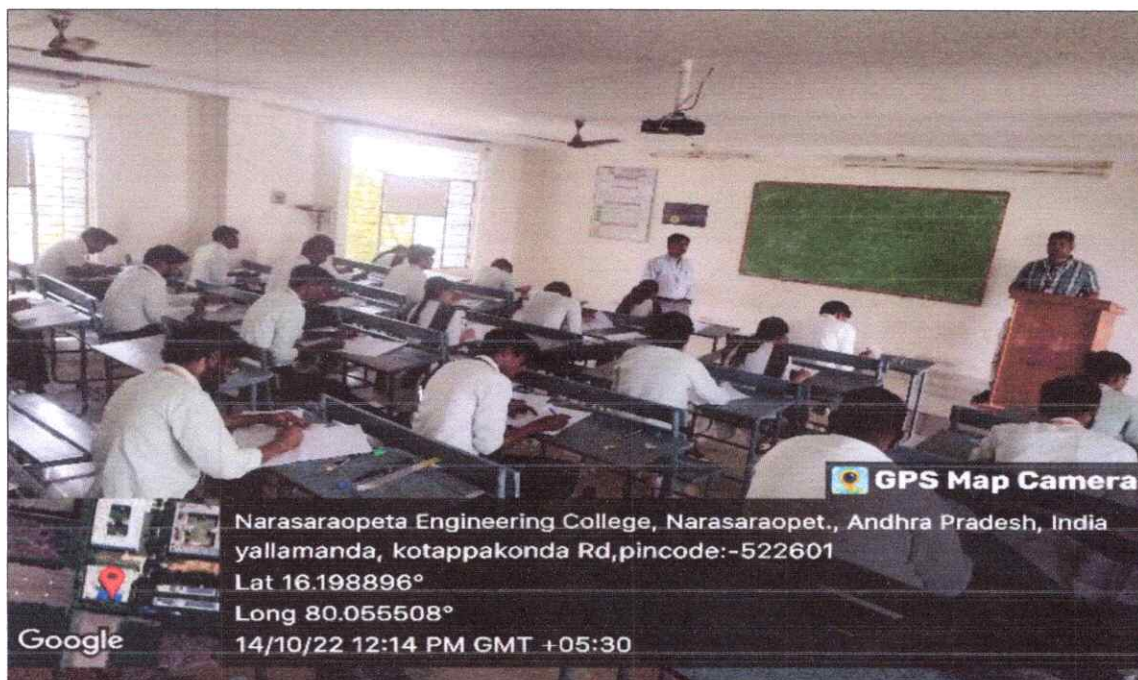 GPS Map Camera
Narasaraopeta Engineering College, Narasaraopet., Andhra Pradesh, India
yallamanda, kotappakonda Rd,pincode:-522601
Lat 16.198896°
Long 80.055508°
14/10/22 12:14 PM GMT +05:30
Google